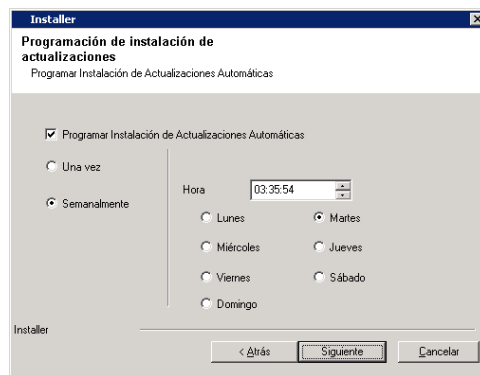 Installer
Programación de instalación de
actualizaciones
Programar Instalación de Actualizaciones Automáticas
Programar Instalación de Actualizaciones Automáticas
Una vez
Semanalmente
Hora 03:35:54
Lunes Martes
Miércoles Jueves
Viernes Sábado
Domingo
Installer
< Atrás Siguiente Cancelar